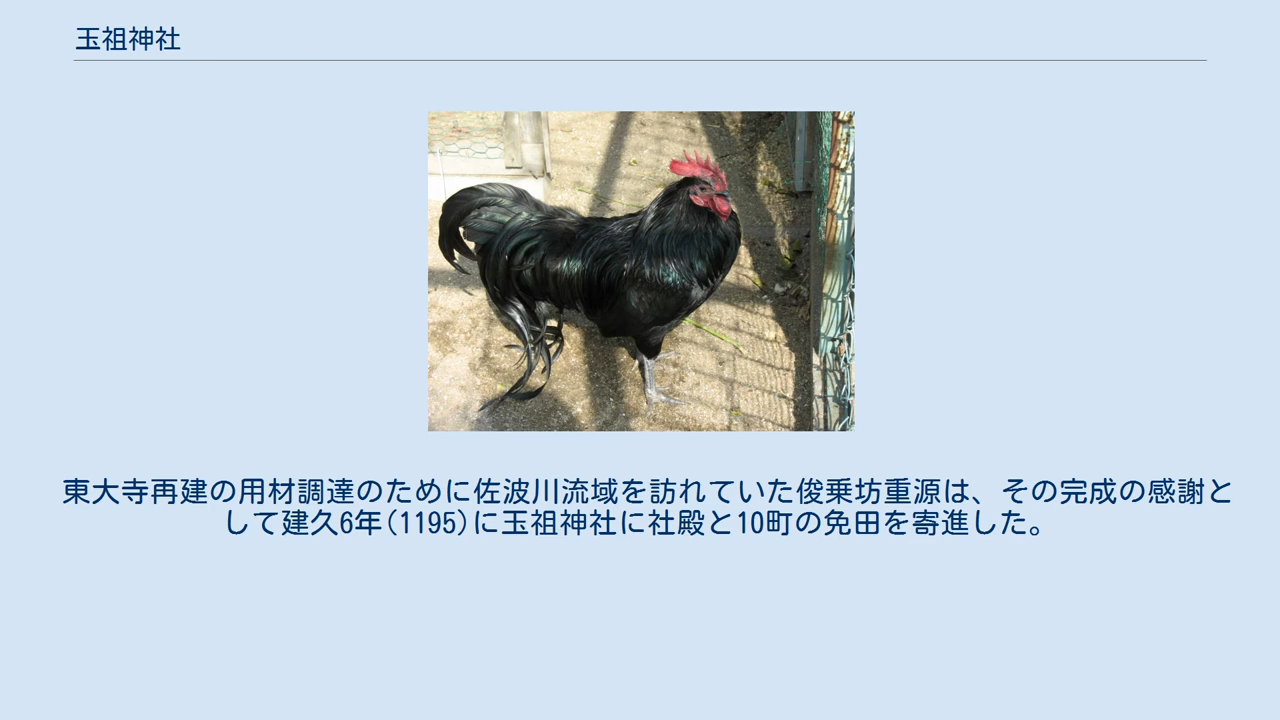 玉祖神社
東大寺再建の用材調達のために佐波川流域を訪れていた俊乗坊重源は、その完成の感謝と
して建久6年(1195)に玉祖神社に社殿と10町の免田を寄進した。